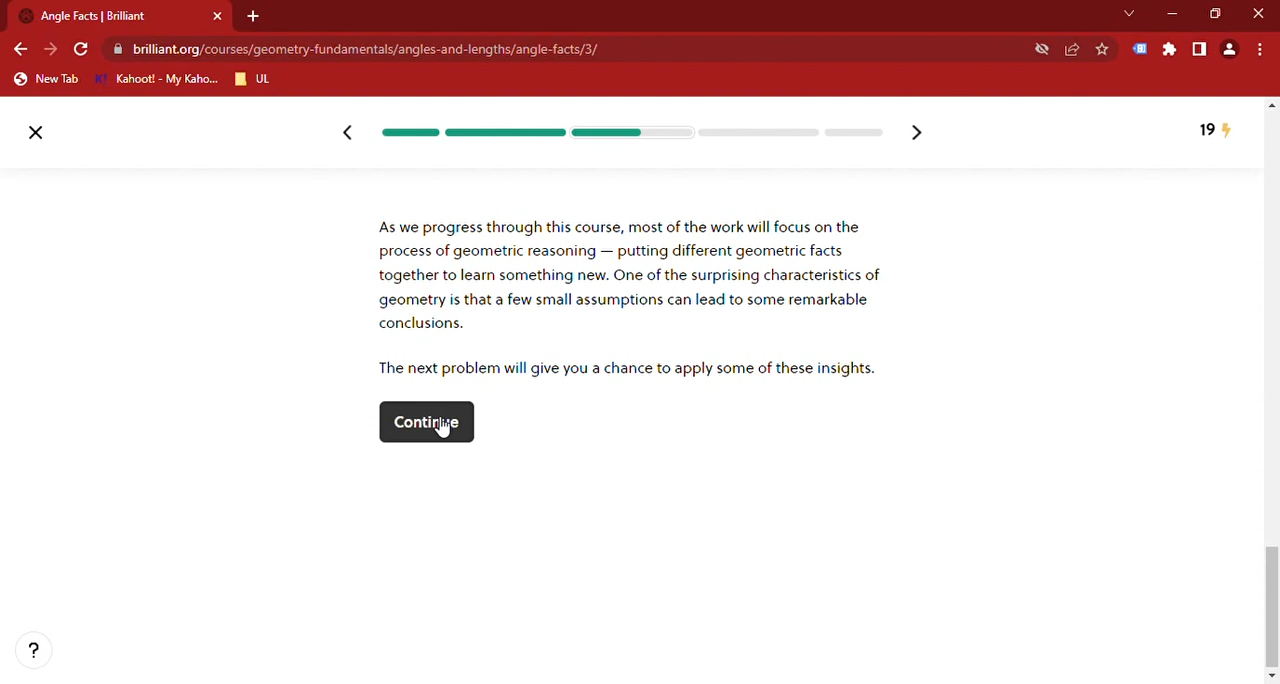 Angle Facts | Brilliant
brilliant.org/courses/geometry-fundamentals/angles-and-lengths/angle-facts/3/
New Tab
K! Kahoot! - My Kaho...
UL
19
As we progress through this course, most of the work will focus on the
process of geometric reasoning — putting different geometric facts
together to learn something new. One of the surprising characteristics of
geometry is that a few small assumptions can lead to some remarkable
conclusions.
The next problem will give you a chance to apply some of these insights.
Continue
?